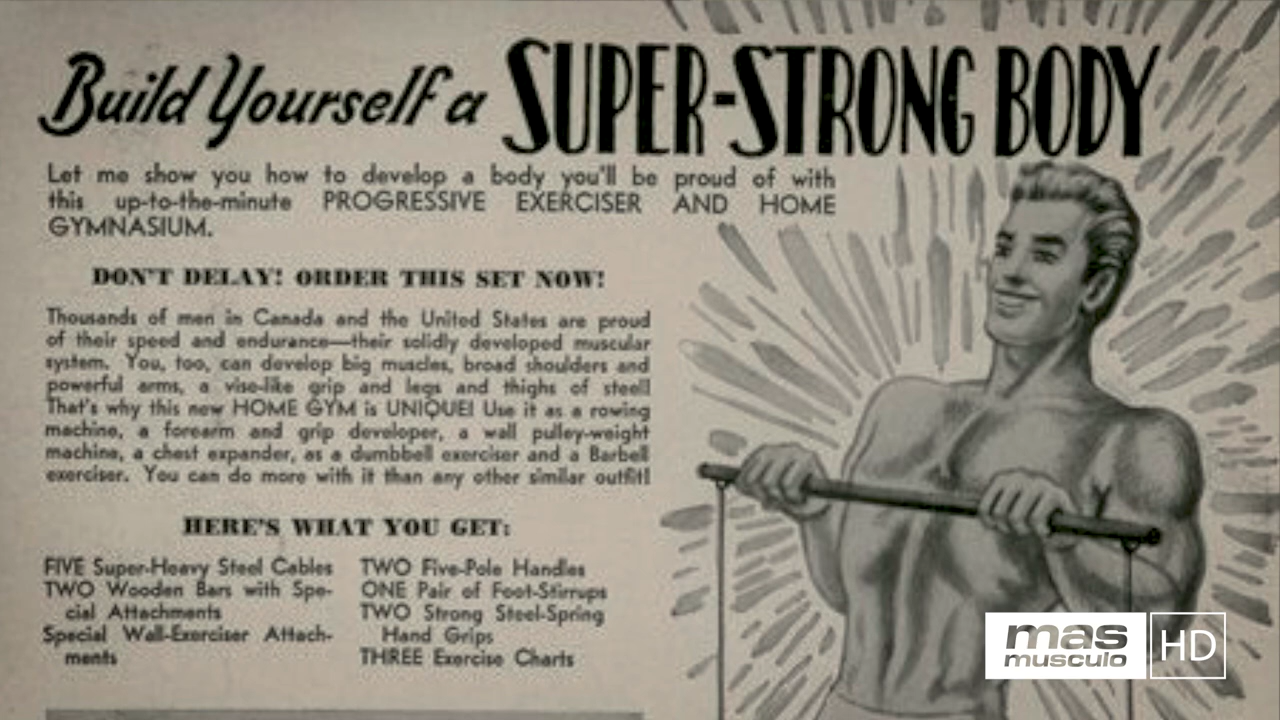 Build Yourself a SUPER-STRONG BODY
Let me show you how to develop a body you'll be proud of with
this up-to-the-minute PROGRESSIVE EXERCISER AND HOME
GYMNASIUM.
DON'T DELAY! ORDER THIS SET NOW!
Thousands of men in Canada and the United States are proud
of their speed and endurance—their solidly developed muscular
system. You, too, can develop big muscles, broad shoulders and
powerful arms, a vise-like grip and legs and thighs of steel!
That's why this new HOME GYM is UNIQUE! Use it as a rowing
machine, a forearm and grip developer, a wall pulley-weight
machine, a chest expander, as a dumbbell exerciser and a Barbell
exerciser. You can do more with it than any other similar outfit!
HERE'S WHAT YOU GET:
FIVE Super-Heavy Steel Cables
TWO Wooden Bars with Spe-
cial Attachments
Special Wall-Exerciser Attach-
ments
TWO Five-Pole Handles
ONE Pair of Foot-Stirrups
TWO Strong Steel-Spring
Hand Grips
THREE Exercise Charts
mas
musculo
HD